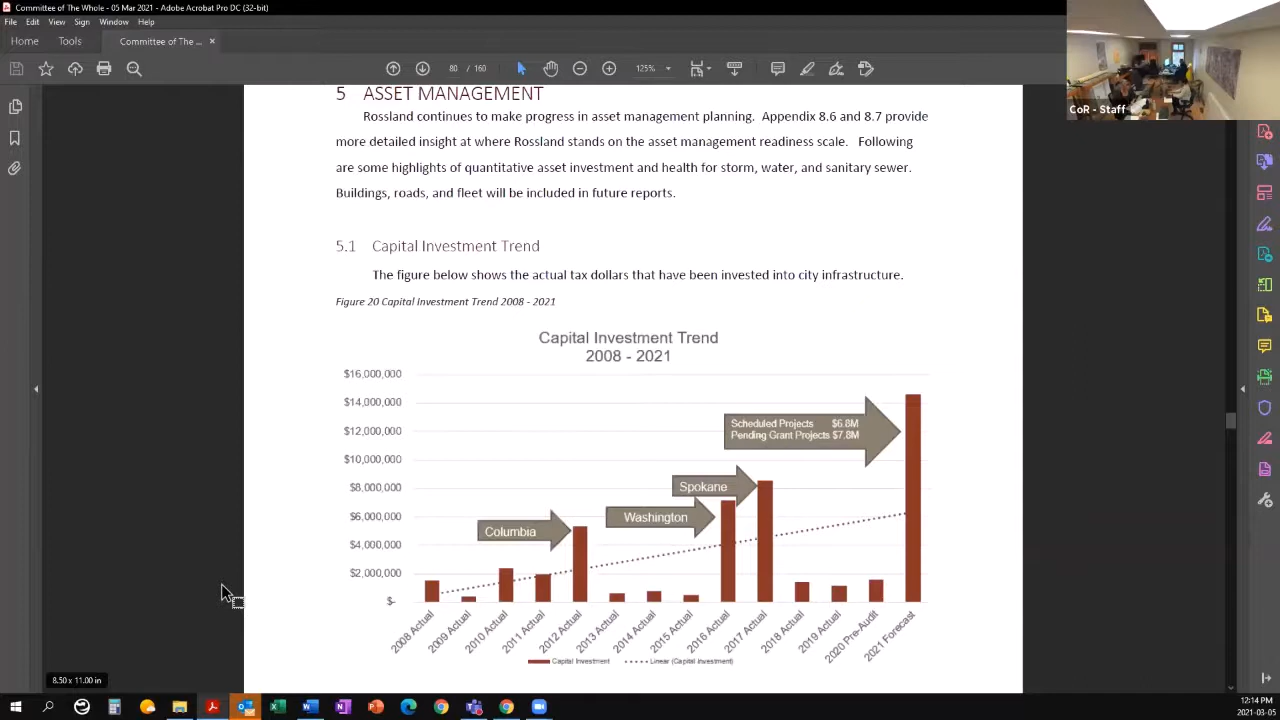 Committee of The Whole - 05 Mar 2021 - Adobe Acrobat Pro DC (32-bit)
File Edit View Sign Window Help
Home Tools Committee of The ... ×
80 / 160 125%
CoR - Staff
5 ASSET MANAGEMENT
Rossland continues to make progress in asset management planning. Appendix 8.6 and 8.7 provide
more detailed insight at where Rossland stands on the asset management readiness scale. Following
are some highlights of quantitative asset investment and health for storm, water, and sanitary sewer.
Buildings, roads, and fleet will be included in future reports.
5.1 Capital Investment Trend
The figure below shows the actual tax dollars that have been invested into city infrastructure.
Figure 20 Capital Investment Trend 2008 - 2021
Capital Investment Trend
2008 - 2021
$16,000,000
$14,000,000
$12,000,000
$10,000,000
$8,000,000
$6,000,000
$4,000,000
$2,000,000
$-
Scheduled Projects $6.8M
Pending Grant Projects $7.8M
Spokane
Washington
Columbia
2008 Actual
2009 Actual
2010 Actual
2011 Actual
2012 Actual
2013 Actual
2014 Actual
2015 Actual
2016 Actual
2017 Actual
2018 Actual
2019 Actual
2020 Pre-Audit
2021 Forecast
Capital Investment Linear (Capital Investment)
8.50 x 11.00 in
12:14 PM
2021-03-05